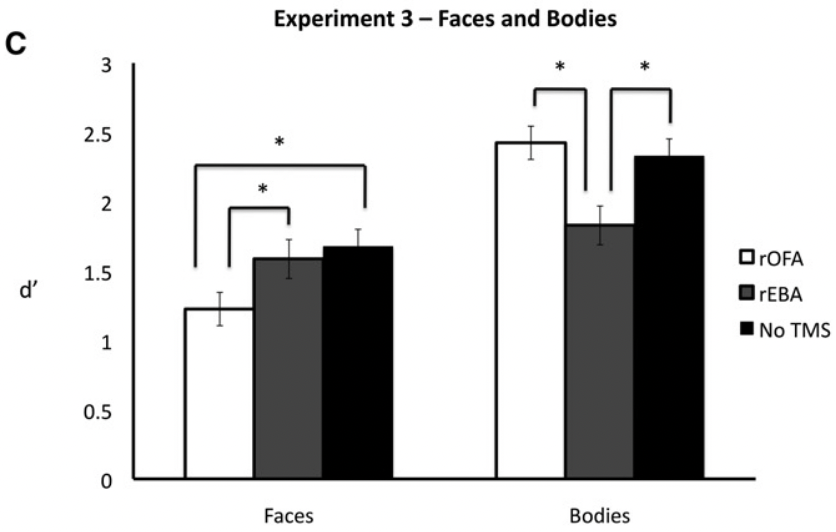 Experiment 3 – Faces and Bodies
C
3
2.5
2
1.5
1
0.5
0
d’
*
*
*
*
rOFA
rEBA
No TMS
Faces
Bodies